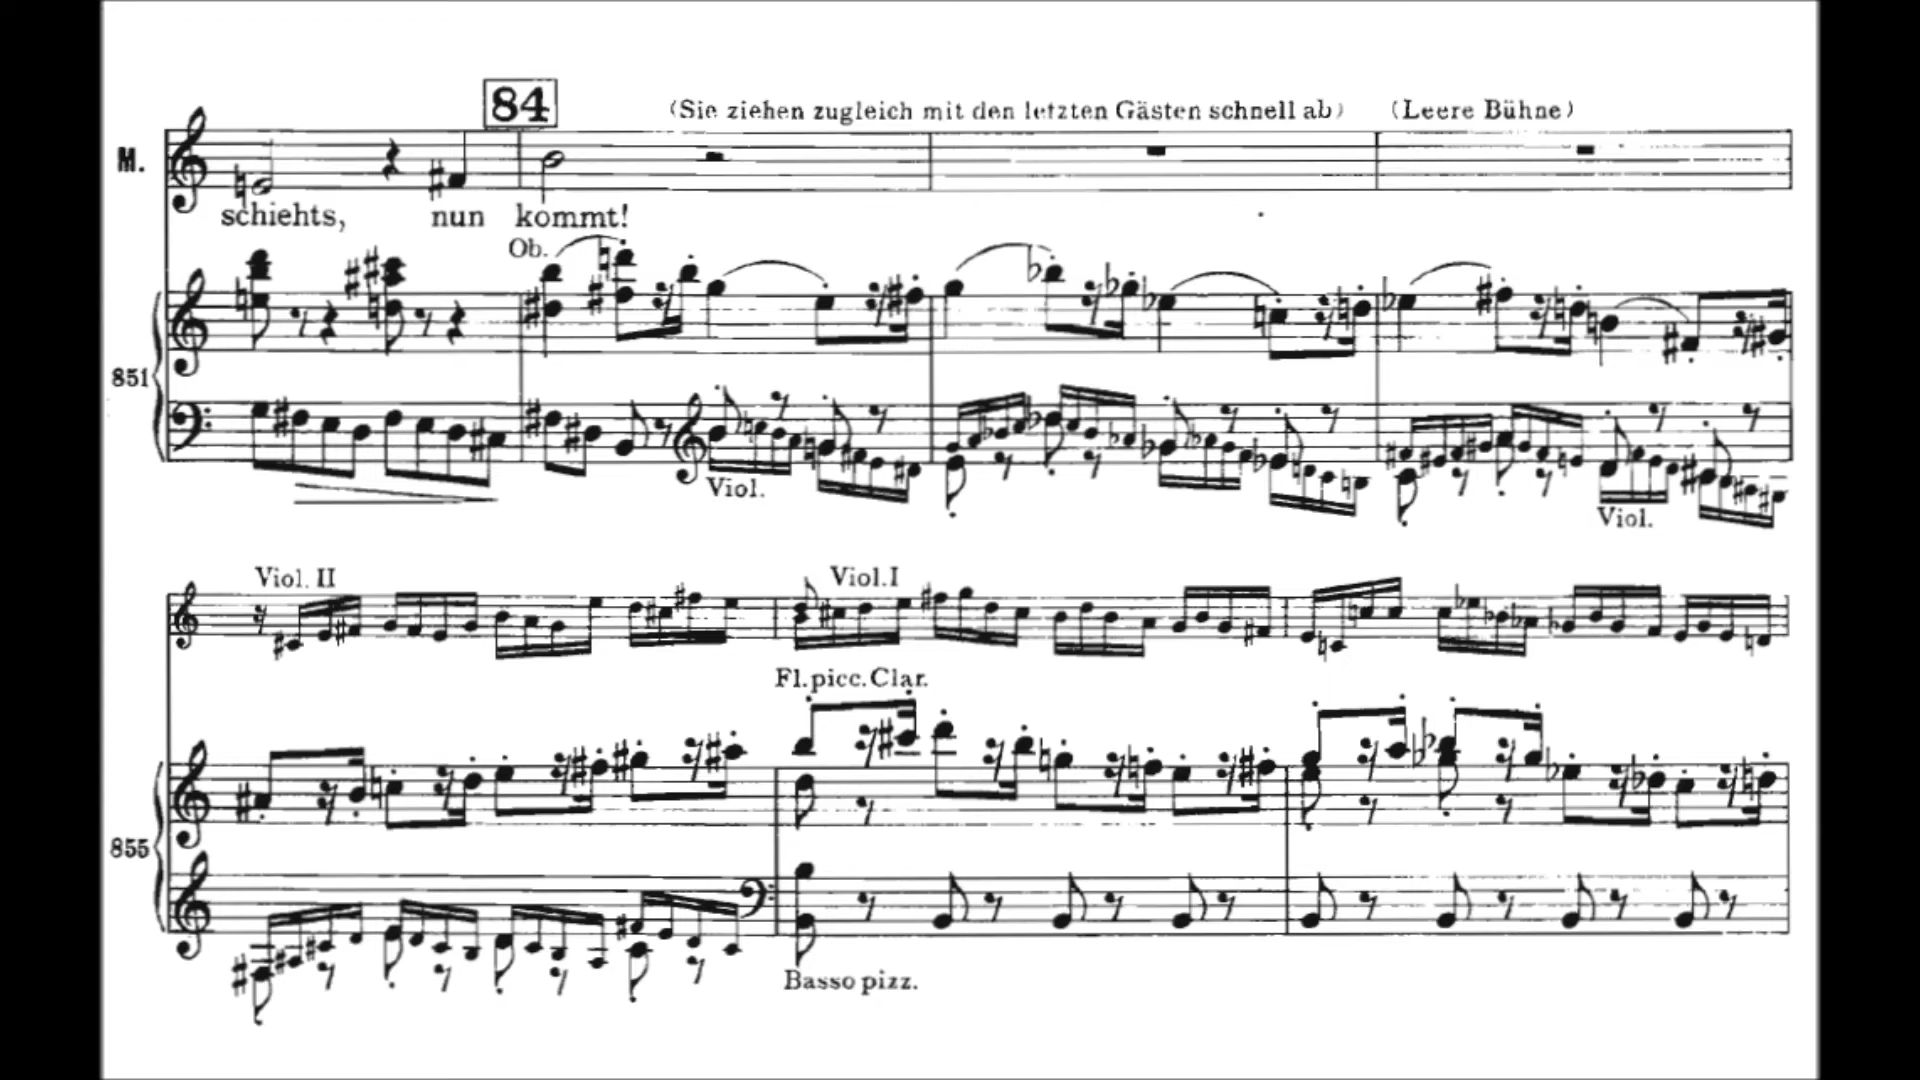 84
(Sie ziehen zugleich mit den letzten Gästen schnell ab) (Leere Bühne)
M.
schiehts, nun kommt!
Ob.
851
Viol.
Viol.
Viol. II Viol. I
Fl. picc. Clar.
855
Basso pizz.